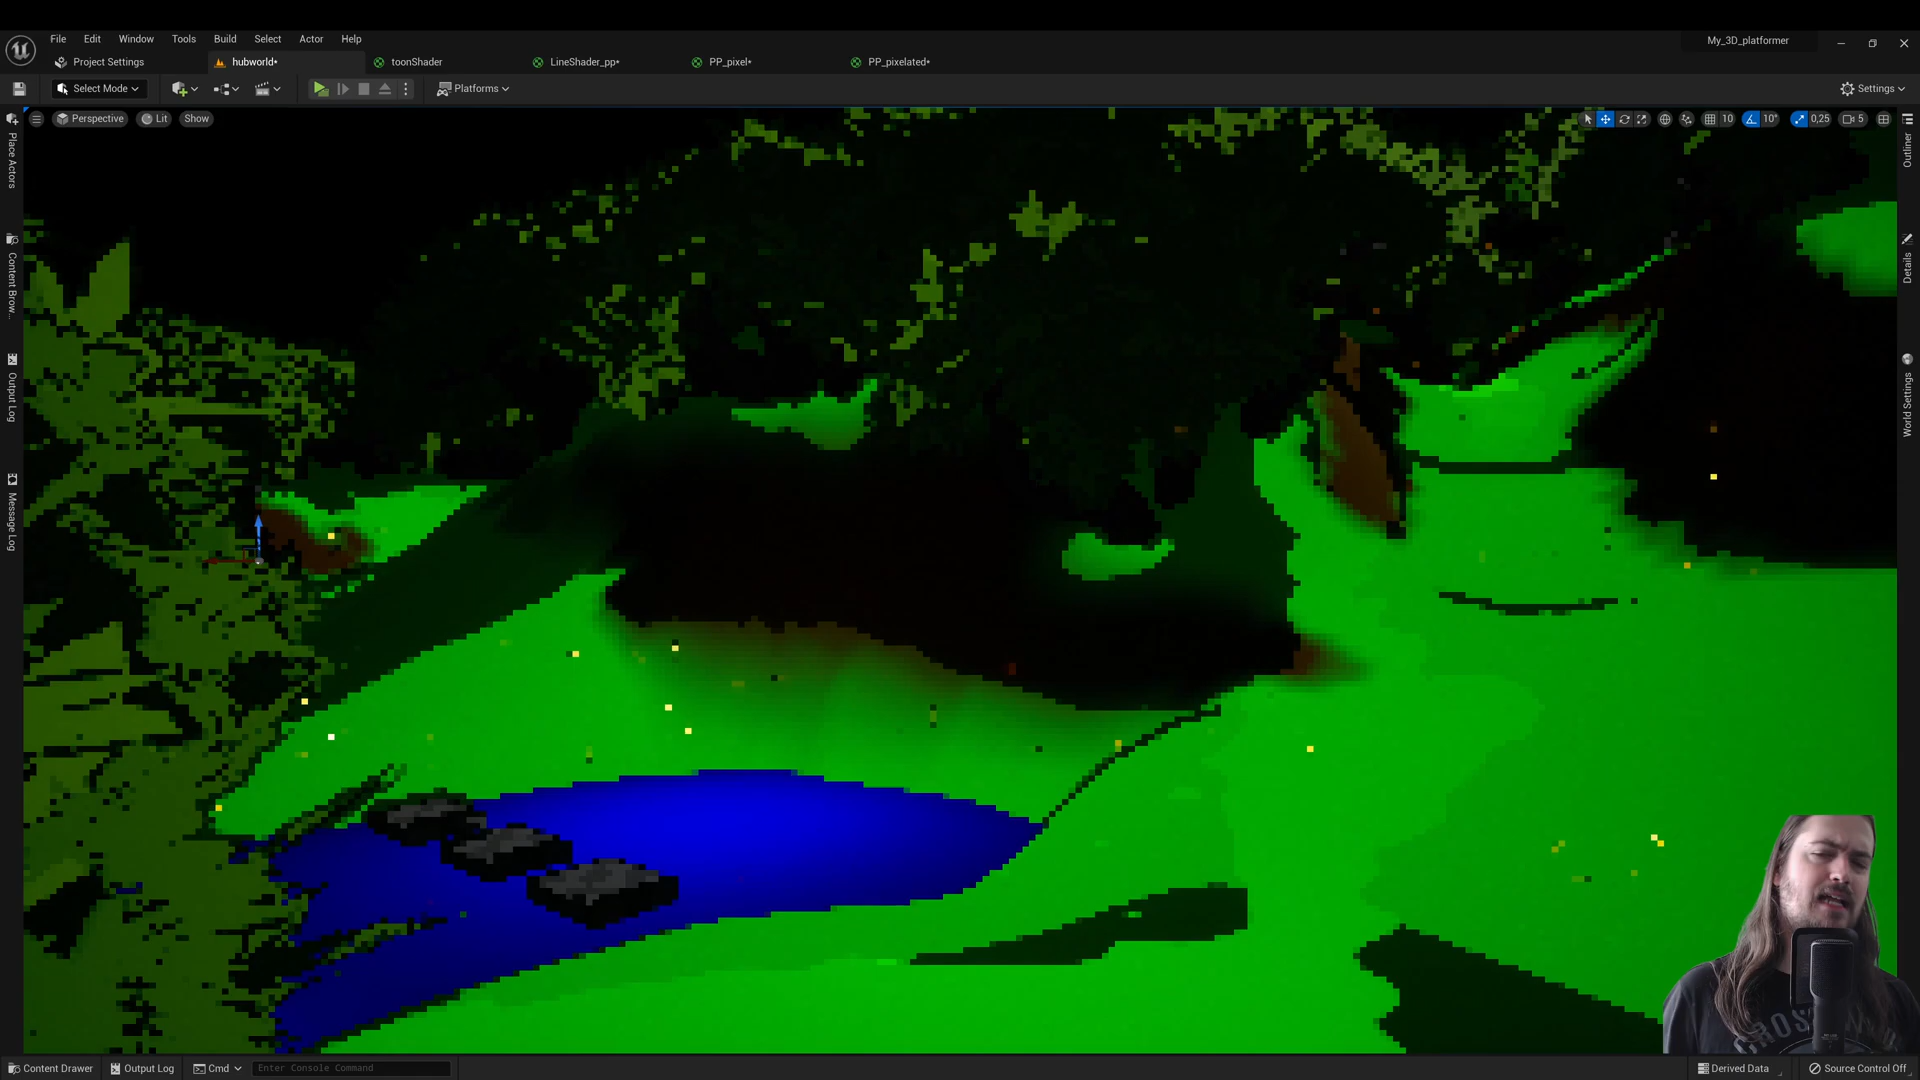 File Edit Window Tools Build Select Actor Help
My_3D_platformer
Project Settings hubworld* toonShader LineShader_pp* PP_pixel* PP_pixelated*
Select Mode Platforms Settings
Perspective Lit Show 10 10° 0,25 5
Place Actors
Content Brow...
Output Log
Message Log
Outliner
Details
World Settings
Content Drawer Output Log Cmd Enter Console Command Derived Data Source Control Off